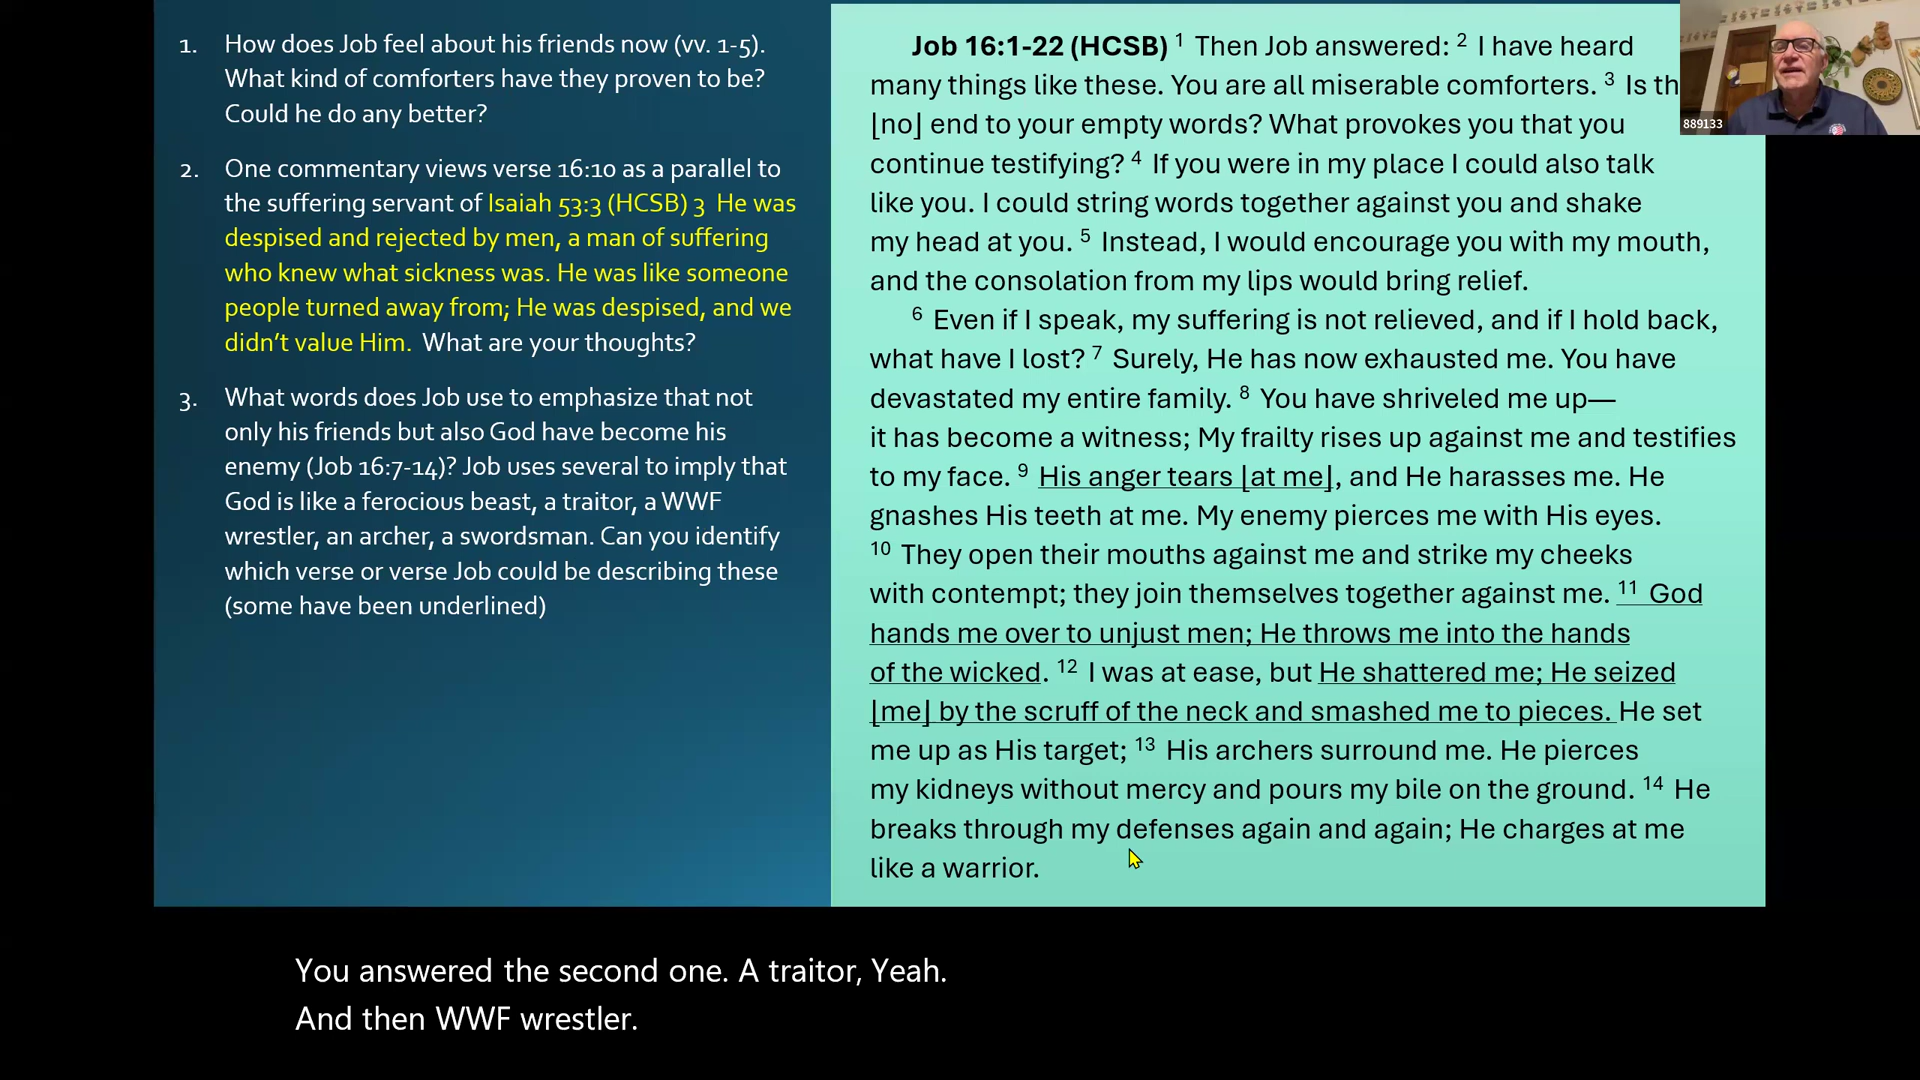 1. How does Job feel about his friends now (vv. 1-5).
What kind of comforters have they proven to be?
Could he do any better?
2. One commentary views verse 16:10 as a parallel to
the suffering servant of Isaiah 53:3 (HCSB) 3 He was
despised and rejected by men, a man of suffering
who knew what sickness was. He was like someone
people turned away from; He was despised, and we
didn’t value Him. What are your thoughts?
3. What words does Job use to emphasize that not
only his friends but also God have become his
enemy (Job 16:7-14)? Job uses several to imply that
God is like a ferocious beast, a traitor, a WWF
wrestler, an archer, a swordsman. Can you identify
which verse or verse Job could be describing these
(some have been underlined)
Job 16:1-22 (HCSB) 1 Then Job answered: 2 I have heard
many things like these. You are all miserable comforters. 3 Is th
[no] end to your empty words? What provokes you that you
continue testifying? 4 If you were in my place I could also talk
like you. I could string words together against you and shake
my head at you. 5 Instead, I would encourage you with my mouth,
and the consolation from my lips would bring relief.
6 Even if I speak, my suffering is not relieved, and if I hold back,
what have I lost? 7 Surely, He has now exhausted me. You have
devastated my entire family. 8 You have shriveled me up—
it has become a witness; My frailty rises up against me and testifies
to my face. 9 His anger tears [at me], and He harasses me. He
gnashes His teeth at me. My enemy pierces me with His eyes.
10 They open their mouths against me and strike my cheeks
with contempt; they join themselves together against me. 11 God
hands me over to unjust men; He throws me into the hands
of the wicked. 12 I was at ease, but He shattered me; He seized
[me] by the scruff of the neck and smashed me to pieces. He set
me up as His target; 13 His archers surround me. He pierces
my kidneys without mercy and pours my bile on the ground. 14 He
breaks through my defenses again and again; He charges at me
like a warrior.
889133
You answered the second one. A traitor, Yeah.
And then WWF wrestler.